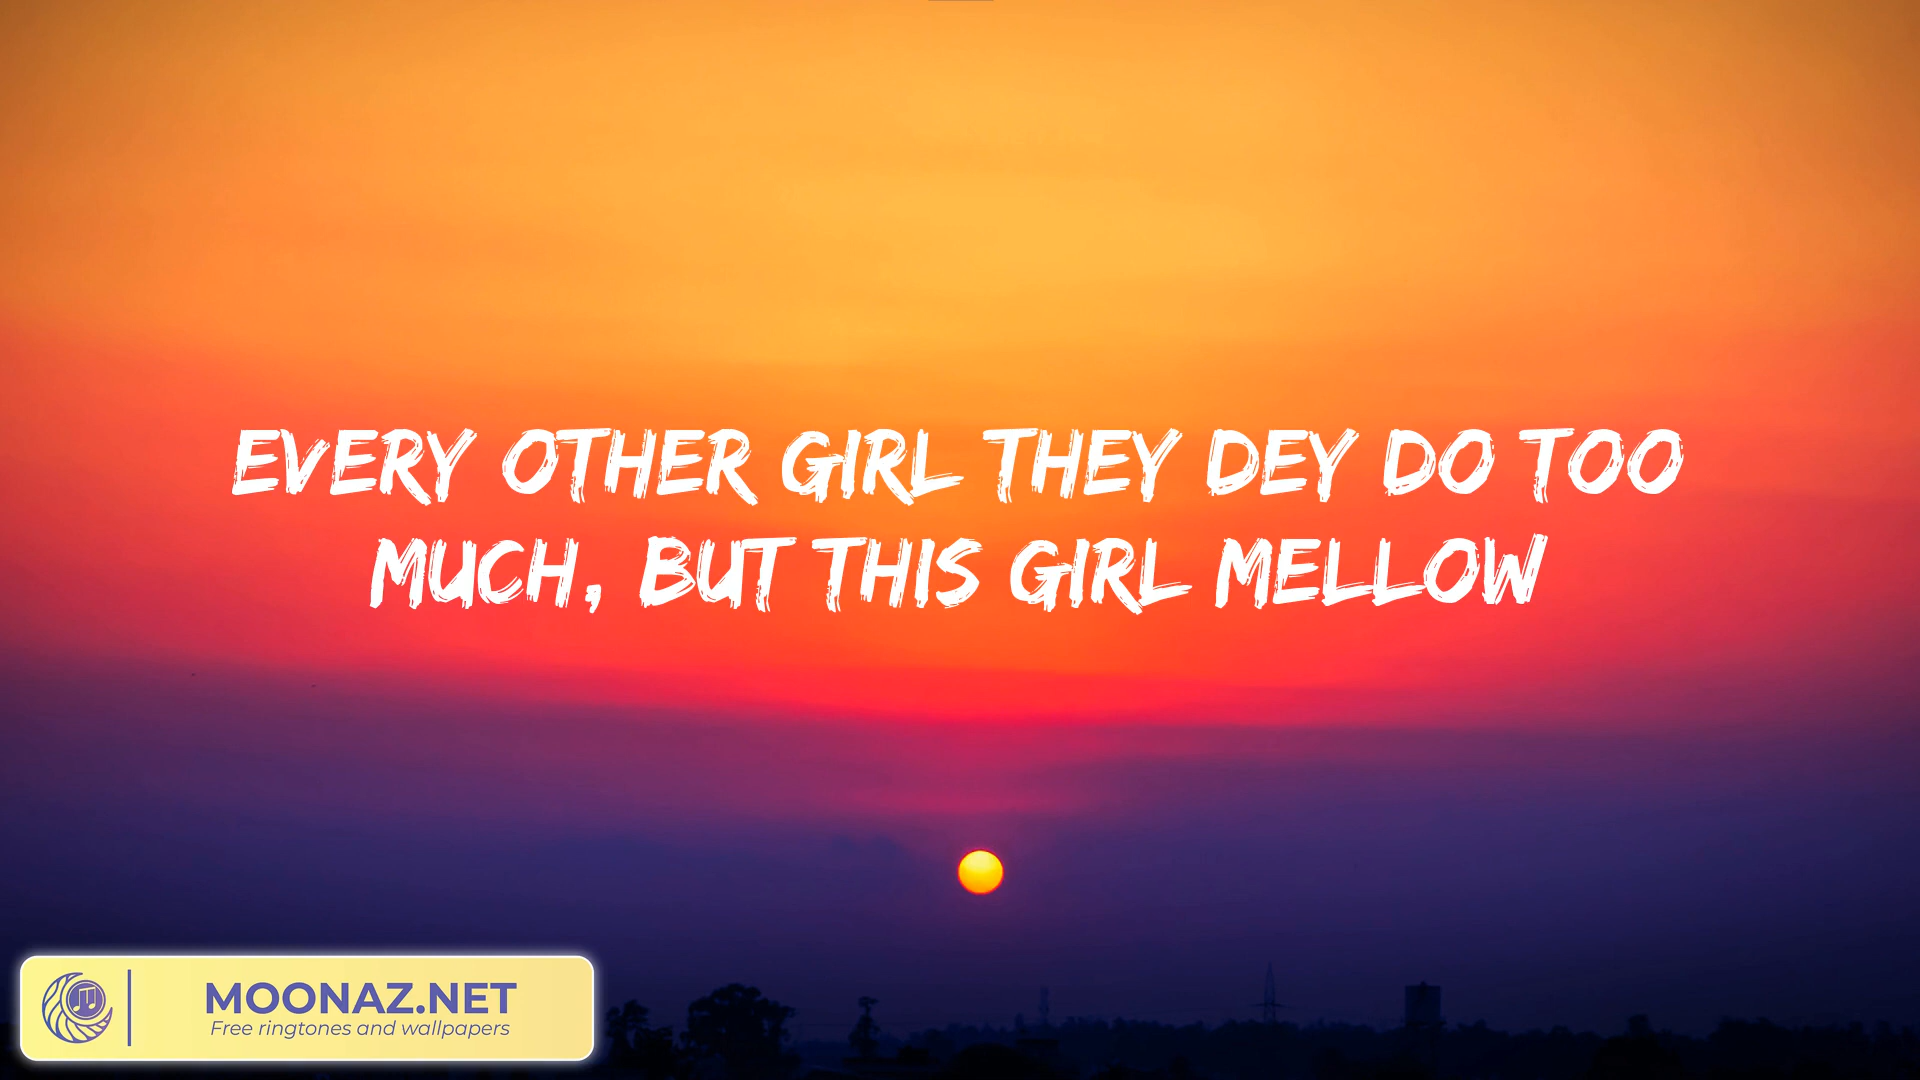 EVERY OTHER GIRL THEY DEY DO TOO
MUCH, BUT THIS GIRL MELLOW
MOONAZ.NET
Free ringtones and wallpapers